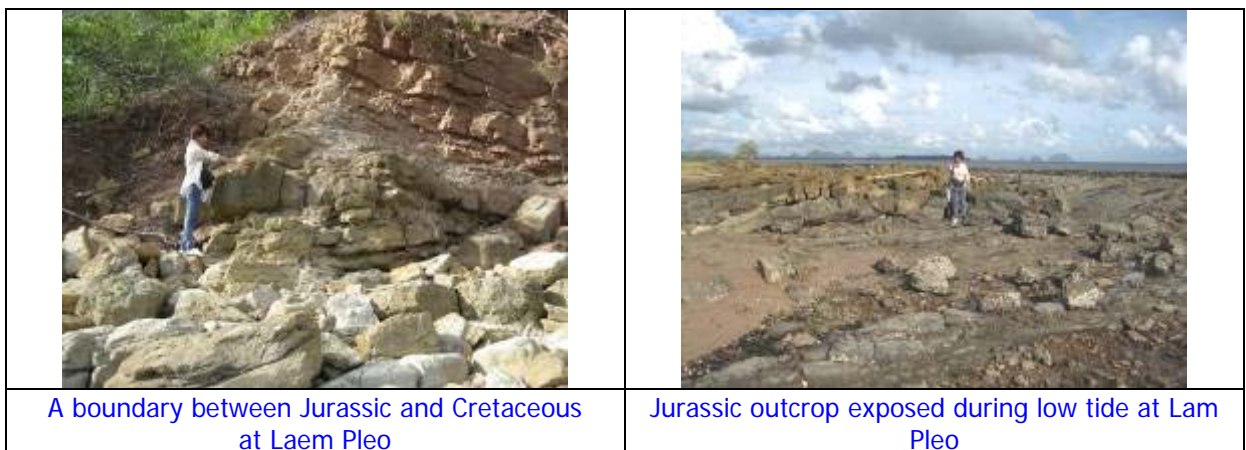 A boundary between Jurassic and Cretaceous
at Laem Pleo
Jurassic outcrop exposed during low tide at Lam
Pleo